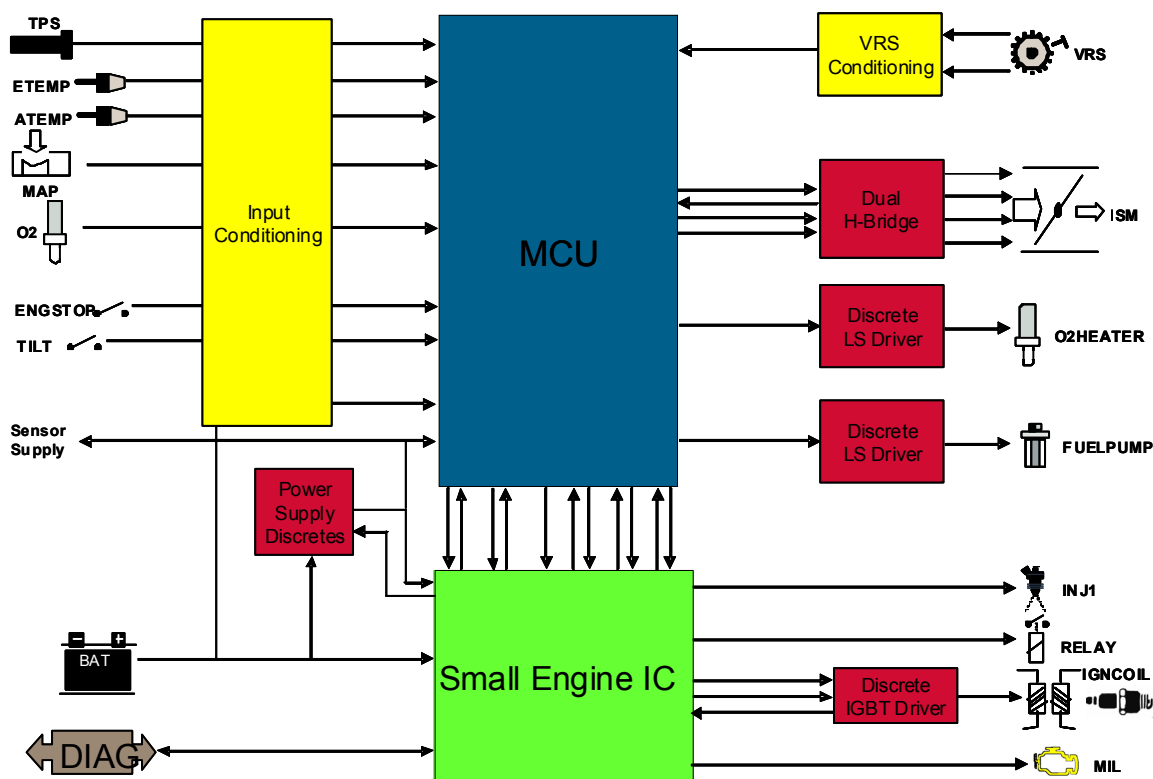 TPS
ETEMP
ATEMP
MAP
O2
ENGSTOP
TILT
Sensor
Supply
Input
Conditioning
MCU
VRS
Conditioning
VRS
Dual
H-Bridge
ISM
Discrete
LS Driver
O2HEATER
Discrete
LS Driver
FUELPUMP
Power
Supply
Discretes
BAT
DIAG
Small Engine IC
INJ1
RELAY
IGNCOIL
Discrete
IGBT Driver
MIL